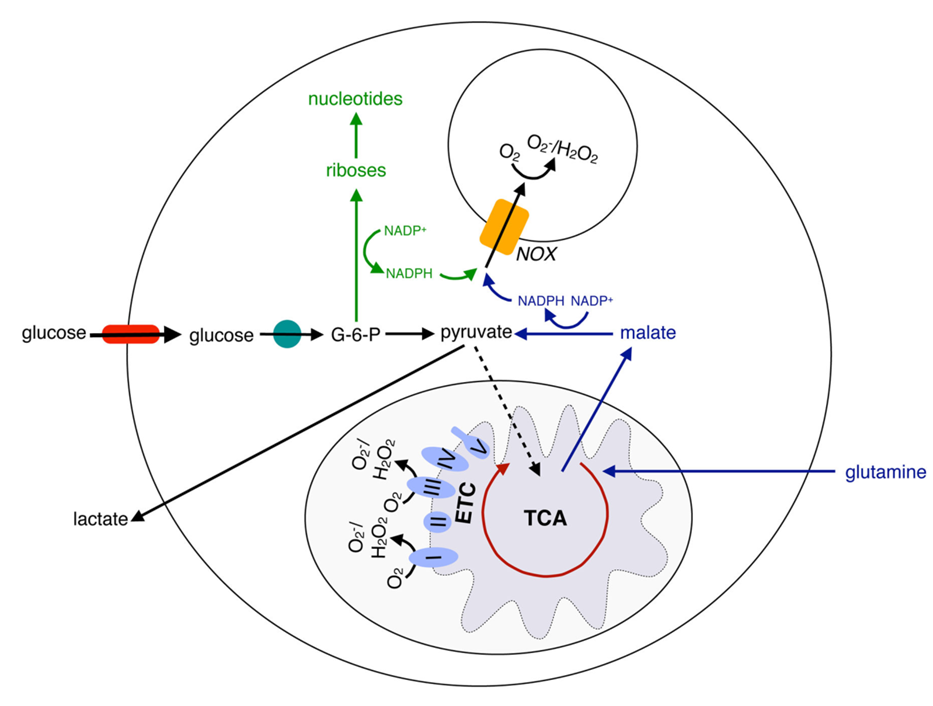 nucleotides
O₂ O₂⁻/H₂O₂
riboses
NADP⁺
NOX
NADPH
NADPH NADP⁺
glucose glucose G-6-P pyruvate malate
O₂⁻/
H₂O₂
O₂
V
IV
III
II
I
ETC
TCA
glutamine
lactate
O₂⁻/
H₂O₂
O₂